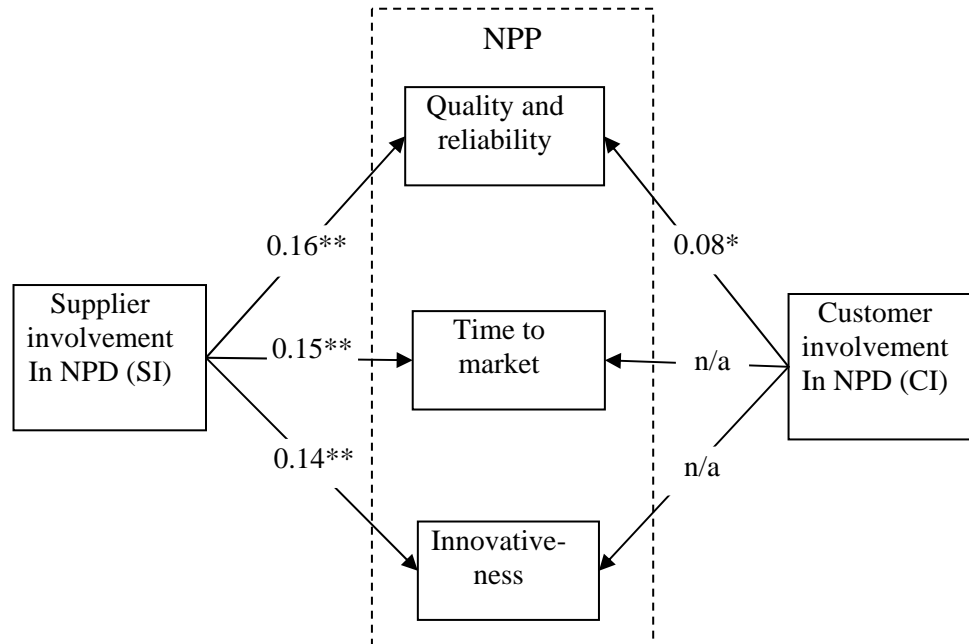 NPP
Quality and
reliability
0.16**
0.08*
Supplier
involvement
In NPD (SI)
0.15**
Time to
market
n/a
Customer
involvement
In NPD (CI)
0.14**
n/a
Innovative-
ness